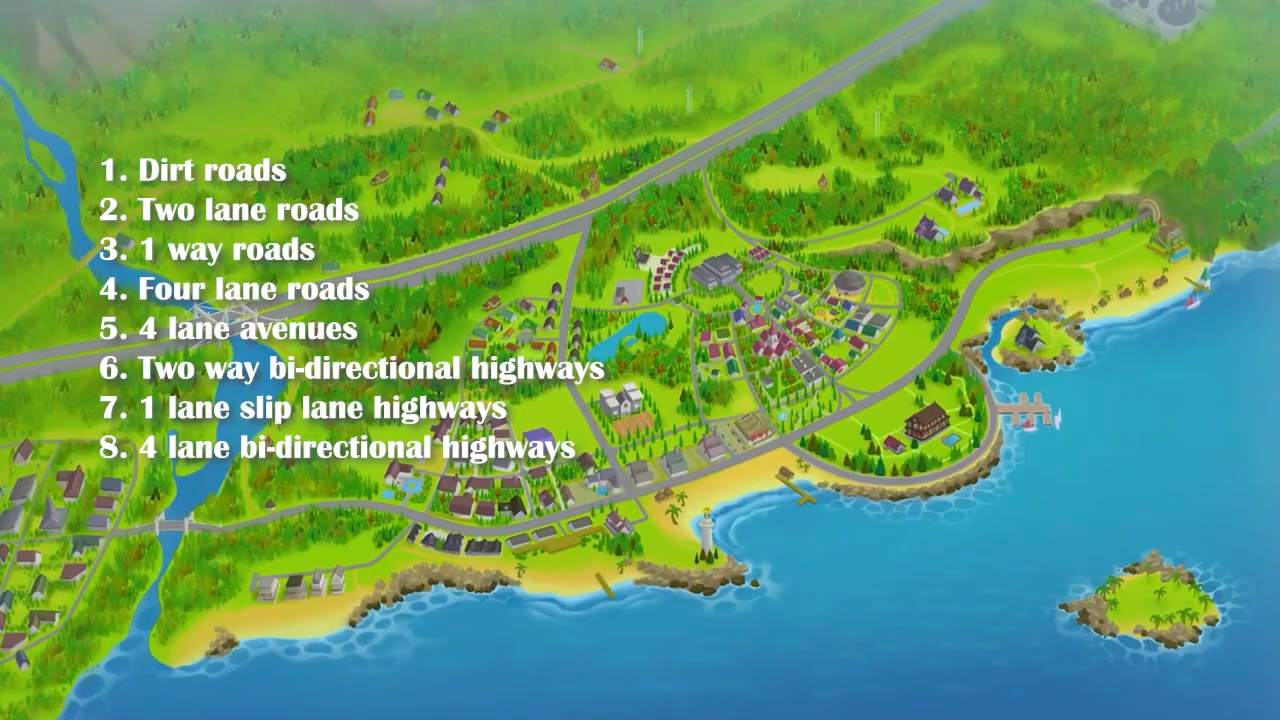 1. Dirt roads
2. Two lane roads
3. 1 way roads
4. Four lane roads
5. 4 lane avenues
6. Two way bi-directional highways
7. 1 lane slip lane highways
8. 4 lane bi-directional highways